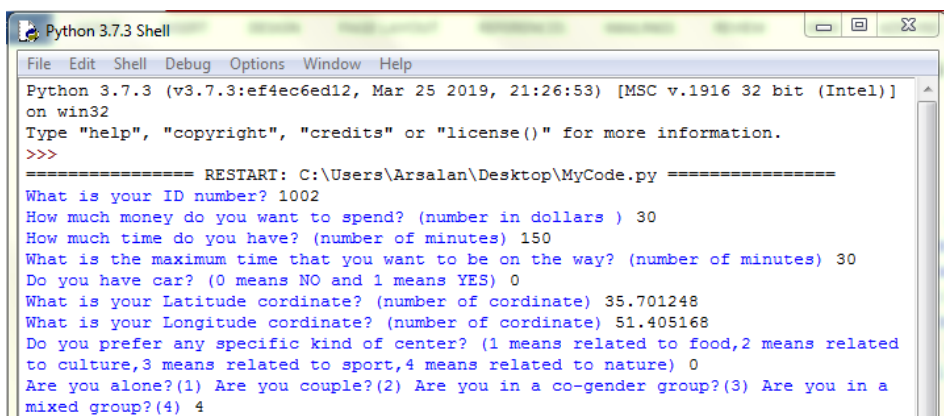 Python 3.7.3 Shell
File Edit Shell Debug Options Window Help
Python 3.7.3 (v3.7.3:ef4ec6ed12, Mar 25 2019, 21:26:53) [MSC v.1916 32 bit (Intel)]
on win32
Type "help", "copyright", "credits" or "license()" for more information.
>>>
================ RESTART: C:\Users\Arsalan\Desktop\MyCode.py ================
What is your ID number? 1002
How much money do you want to spend? (number in dollars ) 30
How much time do you have? (number of minutes) 150
What is the maximum time that you want to be on the way? (number of minutes) 30
Do you have car? (0 means NO and 1 means YES) 0
What is your Latitude cordinate? (number of cordinate) 35.701248
What is your Longitude cordinate? (number of cordinate) 51.405168
Do you prefer any specific kind of center? (1 means related to food,2 means related
to culture,3 means related to sport,4 means related to nature) 0
Are you alone?(1) Are you couple?(2) Are you in a co-gender group?(3) Are you in a
mixed group?(4) 4